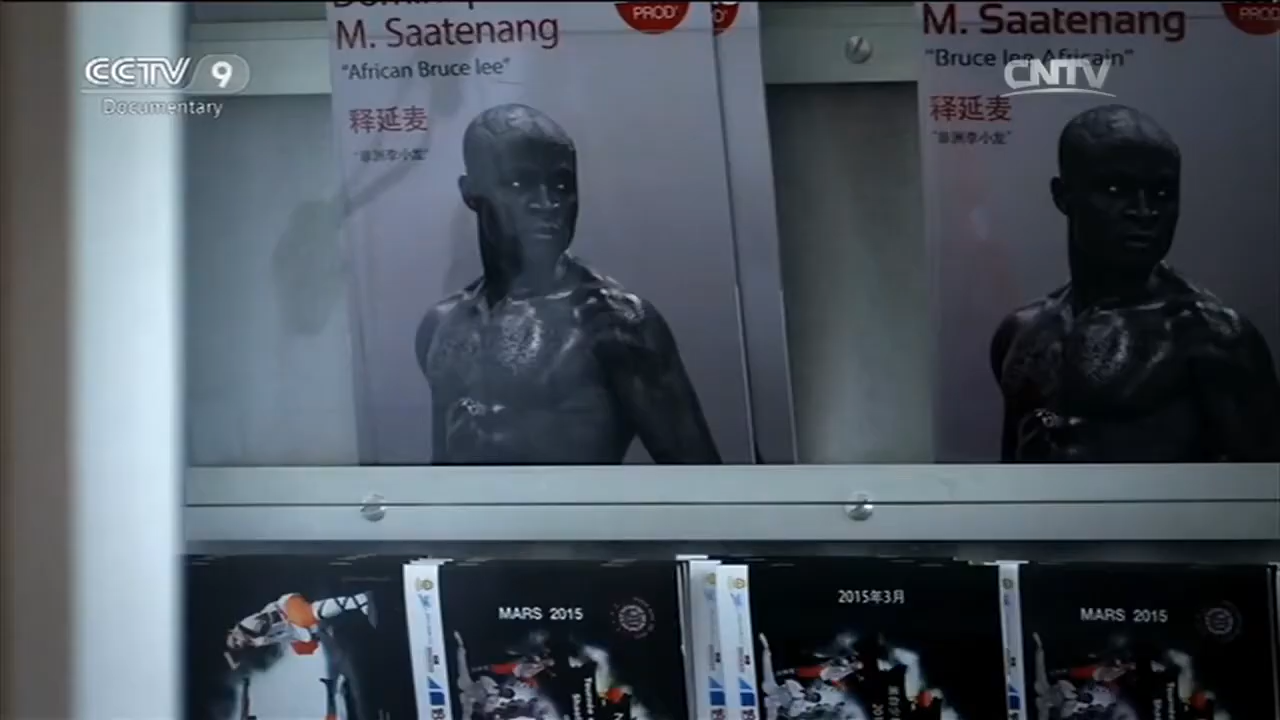 CCTV 9
Documentary
CNTV
M. Saatenang
"African Bruce lee"
释延麦
"非洲李小龙"
PROD'
M. Saatenang
"Bruce lee Africain"
释延麦
"非洲李小龙"
PROD'
MARS 2015
2015年3月
MARS 2015